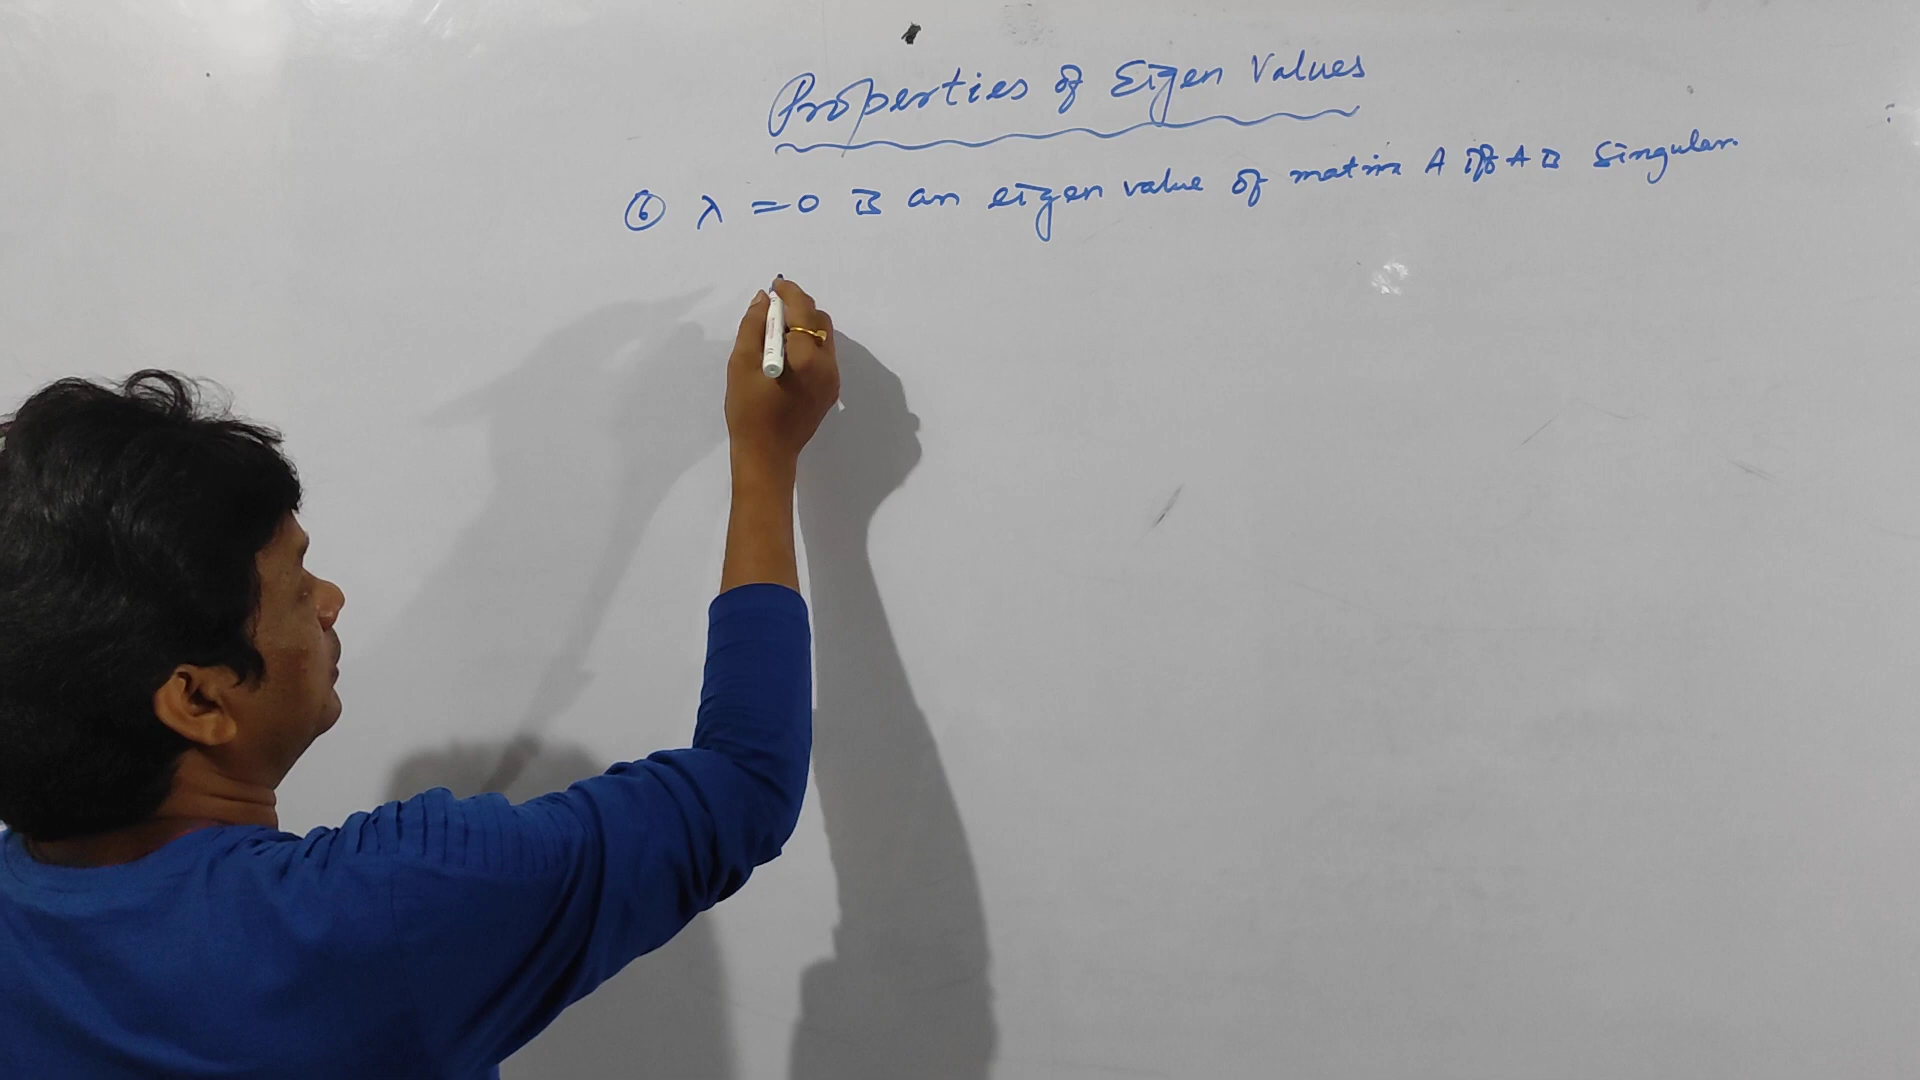 Properties of Eigen Values
⑥ λ = 0 is an eigen value of matrix A iff A is singular.